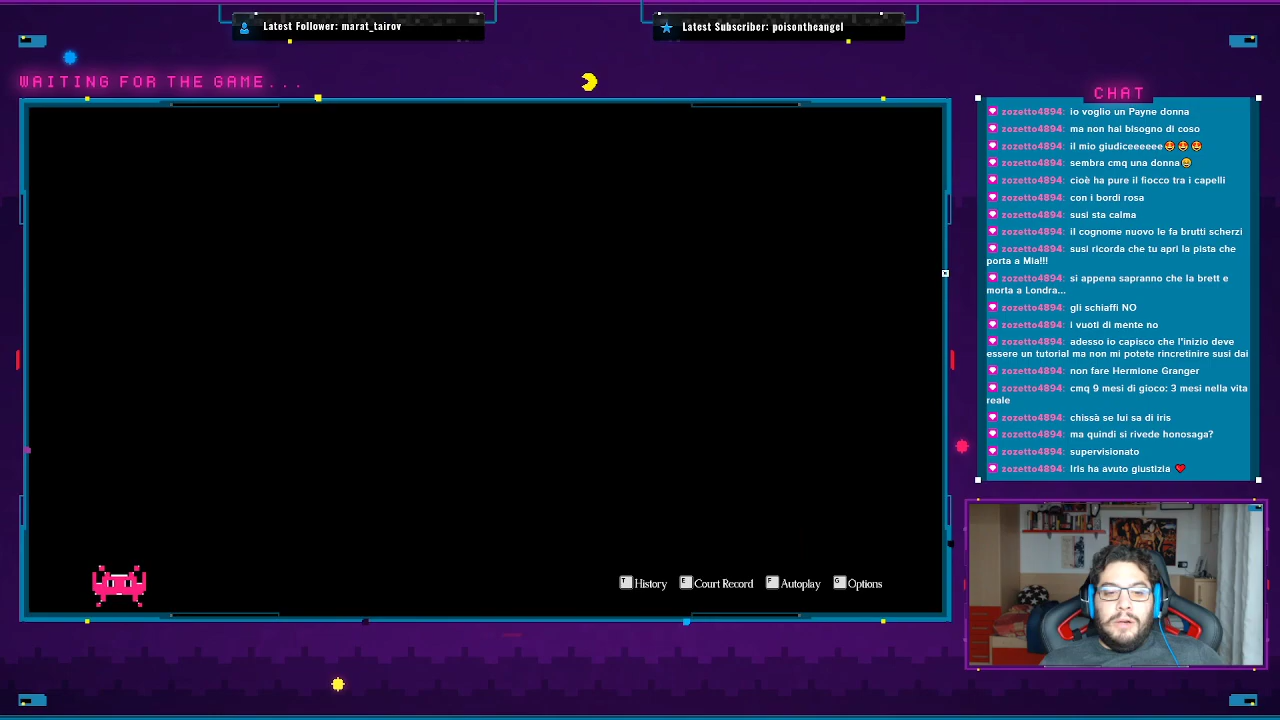 Latest Follower: marat_tairov
Latest Subscriber: poisontheangel
WAITING FOR THE GAME...
CHAT
zozetto4894: io voglio un Payne donna
zozetto4894: ma non hai bisogno di coso
zozetto4894: il mio giudiceeeeee🥰🥰🥰
zozetto4894: sembra cmq una donna😆
zozetto4894: cioè ha pure il fiocco tra i capelli
zozetto4894: con i bordi rosa
zozetto4894: susi sta calma
zozetto4894: il cognome nuovo le fa brutti scherzi
zozetto4894: susi ricorda che tu apri la pista che
porta a Mia!!!
zozetto4894: si appena sapranno che la brett e
morta a Londra...
zozetto4894: gli schiaffi NO
zozetto4894: i vuoti di mente no
zozetto4894: adesso io capisco che l'inizio deve
essere un tutorial ma non mi potete rincretinire susi dai
zozetto4894: non fare Hermione Granger
zozetto4894: cmq 9 mesi di gioco: 3 mesi nella vita
reale
zozetto4894: chissà se lui sa di iris
zozetto4894: ma quindi si rivede honosaga?
zozetto4894: supervisionato
zozetto4894: Iris ha avuto giustizia ❤️
T History E Court Record F Autoplay G Options